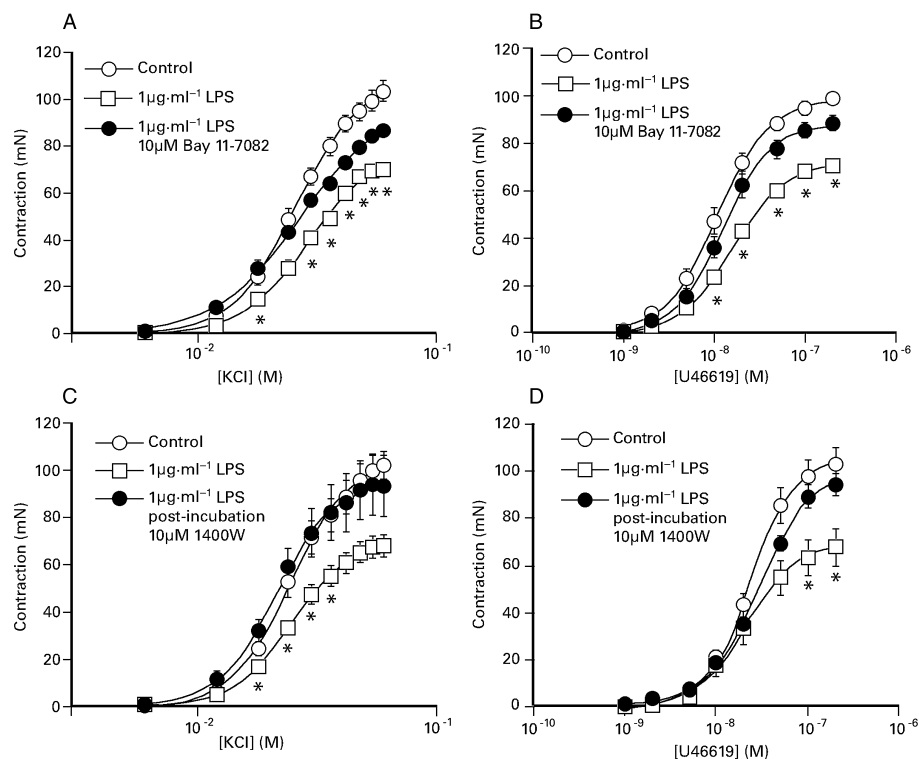 A
120
100
80
60
40
20
0
Contraction (mN)
Control
1µg·ml⁻¹ LPS
1µg·ml⁻¹ LPS
10µM Bay 11-7082
*
*
*
*
*
**
10⁻²
10⁻¹
[KCl] (M)
B
120
100
80
60
40
20
0
Contraction (mN)
Control
1µg·ml⁻¹ LPS
1µg·ml⁻¹ LPS
10µM Bay 11-7082
*
*
*
*
*
10⁻¹⁰
10⁻⁹
10⁻⁸
10⁻⁷
10⁻⁶
[U46619] (M)
C
120
100
80
60
40
20
0
Contraction (mN)
Control
1µg·ml⁻¹ LPS
1µg·ml⁻¹ LPS
post-incubation
10µM 1400W
*
*
*
*
10⁻²
10⁻¹
[KCl] (M)
D
120
100
80
60
40
20
0
Contraction (mN)
Control
1µg·ml⁻¹ LPS
1µg·ml⁻¹ LPS
post-incubation
10µM 1400W
*
*
10⁻¹⁰
10⁻⁹
10⁻⁸
10⁻⁷
10⁻⁶
[U46619] (M)